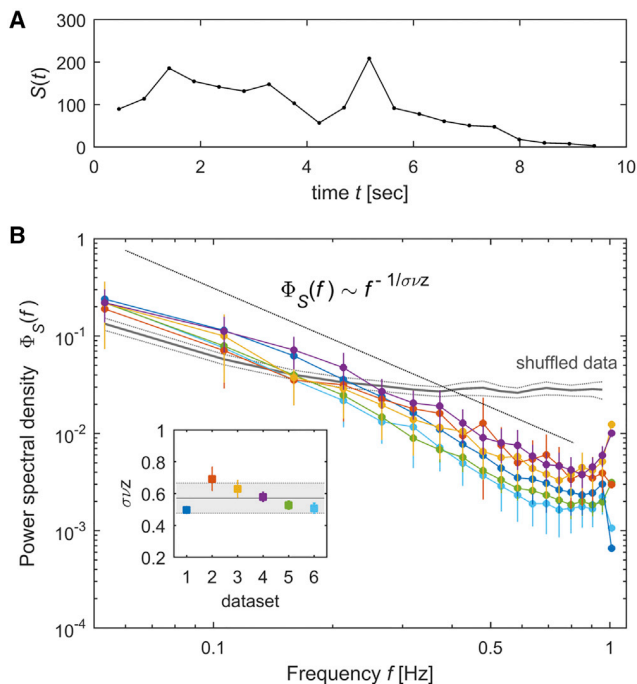 A
S(t)
300
200
100
0
0 2 4 6 8 10
time t [sec]
B
Power spectral density Φ_S(f)
1
10⁻¹
10⁻²
10⁻³
10⁻⁴
Φ_S(f) ~ f^{- 1/σνz}
shuffled data
σνz
1
0.8
0.6
0.4
0.2
1 2 3 4 5 6
dataset
0.1 0.5 1
Frequency f [Hz]